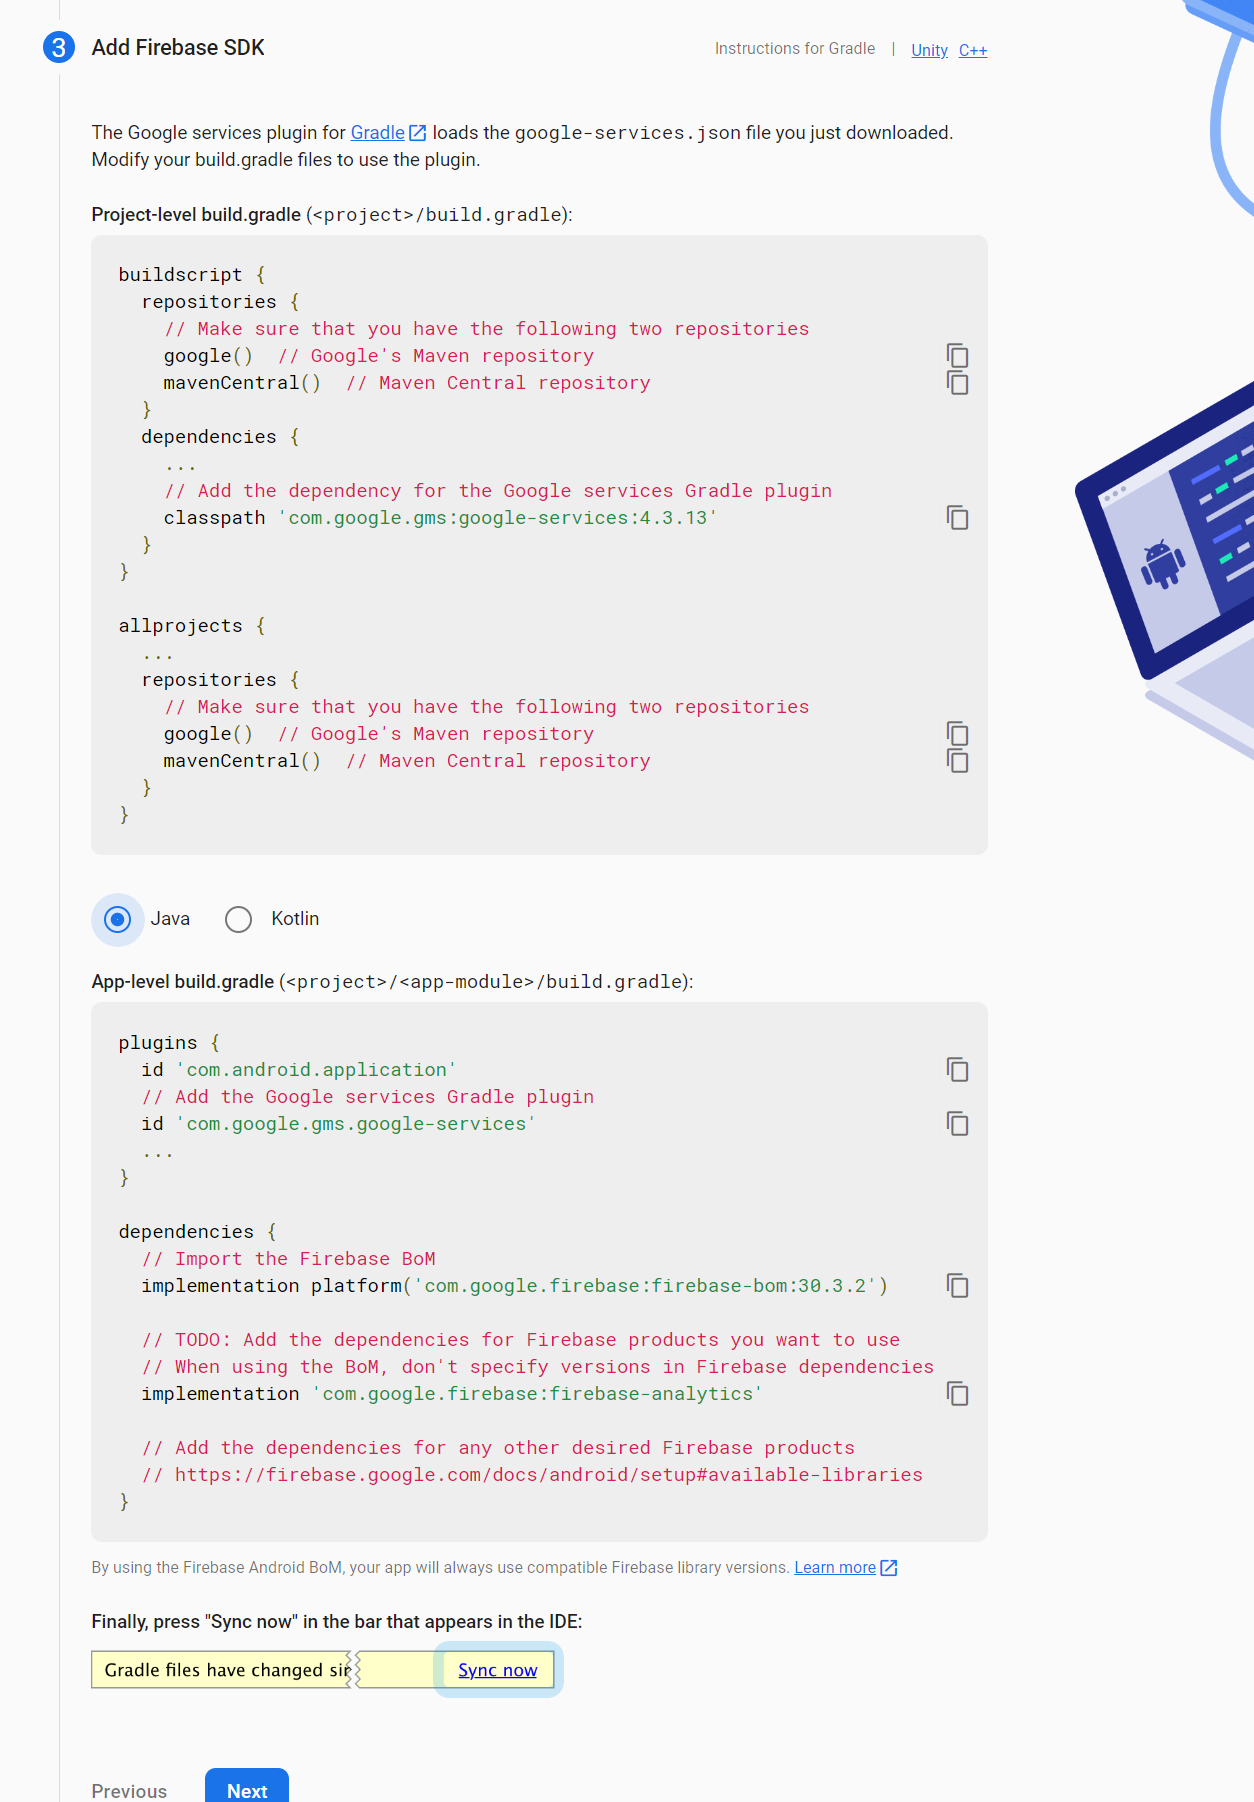 3 Add Firebase SDK
Instructions for Gradle | Unity C++
The Google services plugin for Gradle loads the google-services.json file you just downloaded.
Modify your build.gradle files to use the plugin.
Project-level build.gradle (<project>/build.gradle):
buildscript {
  repositories {
    // Make sure that you have the following two repositories
    google()  // Google's Maven repository
    mavenCentral()  // Maven Central repository
  }
  dependencies {
    ...
    // Add the dependency for the Google services Gradle plugin
    classpath 'com.google.gms:google-services:4.3.13'
  }
}
allprojects {
  ...
  repositories {
    // Make sure that you have the following two repositories
    google()  // Google's Maven repository
    mavenCentral()  // Maven Central repository
  }
}
Java Kotlin
App-level build.gradle (<project>/<app-module>/build.gradle):
plugins {
  id 'com.android.application'
  // Add the Google services Gradle plugin
  id 'com.google.gms.google-services'
  ...
}
dependencies {
  // Import the Firebase BoM
  implementation platform('com.google.firebase:firebase-bom:30.3.2')
  // TODO: Add the dependencies for Firebase products you want to use
  // When using the BoM, don't specify versions in Firebase dependencies
  implementation 'com.google.firebase:firebase-analytics'
  // Add the dependencies for any other desired Firebase products
  // https://firebase.google.com/docs/android/setup#available-libraries
}
By using the Firebase Android BoM, your app will always use compatible Firebase library versions. Learn more
Finally, press "Sync now" in the bar that appears in the IDE:
Gradle files have changed sin Sync now
Previous Next